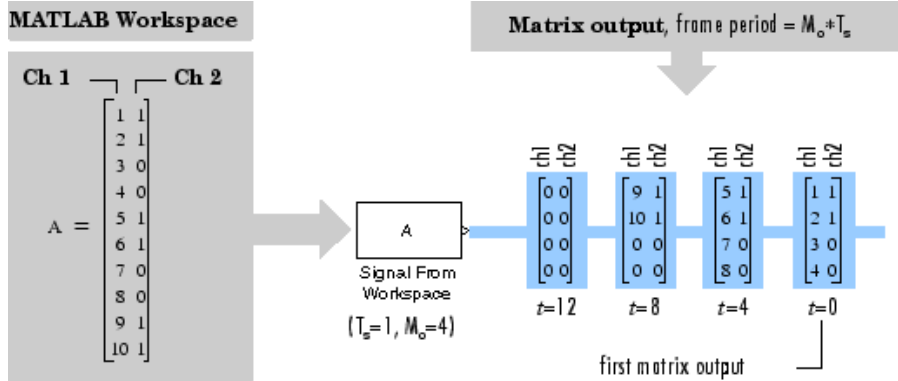 MATLAB Workspace
Ch 1 Ch 2
A =
1 1
2 1
3 0
4 0
5 1
6 1
7 0
8 0
9 1
10 1
A
Signal From
Workspace
(Ts=1, Mo=4)
Matrix output, frame period = Mo*Ts
ch1 ch2
0 0
0 0
0 0
0 0
t=12
ch1 ch2
9 1
10 1
0 0
0 0
t=8
ch1 ch2
5 1
6 1
7 0
8 0
t=4
ch1 ch2
1 1
2 1
3 0
4 0
t=0
first matrix output